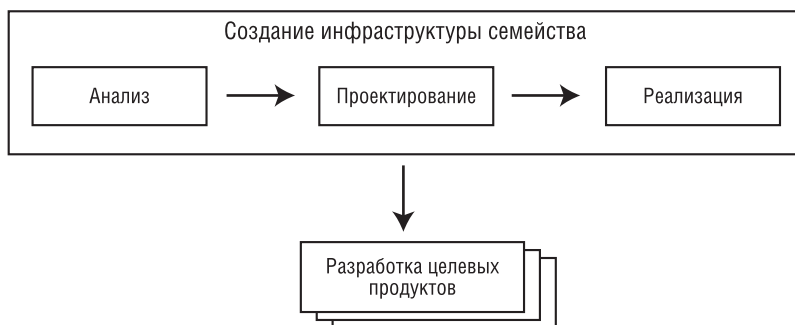 Создание инфраструктуры семейства
Анализ
Проектирование
Реализация
Разработка целевых
продуктов